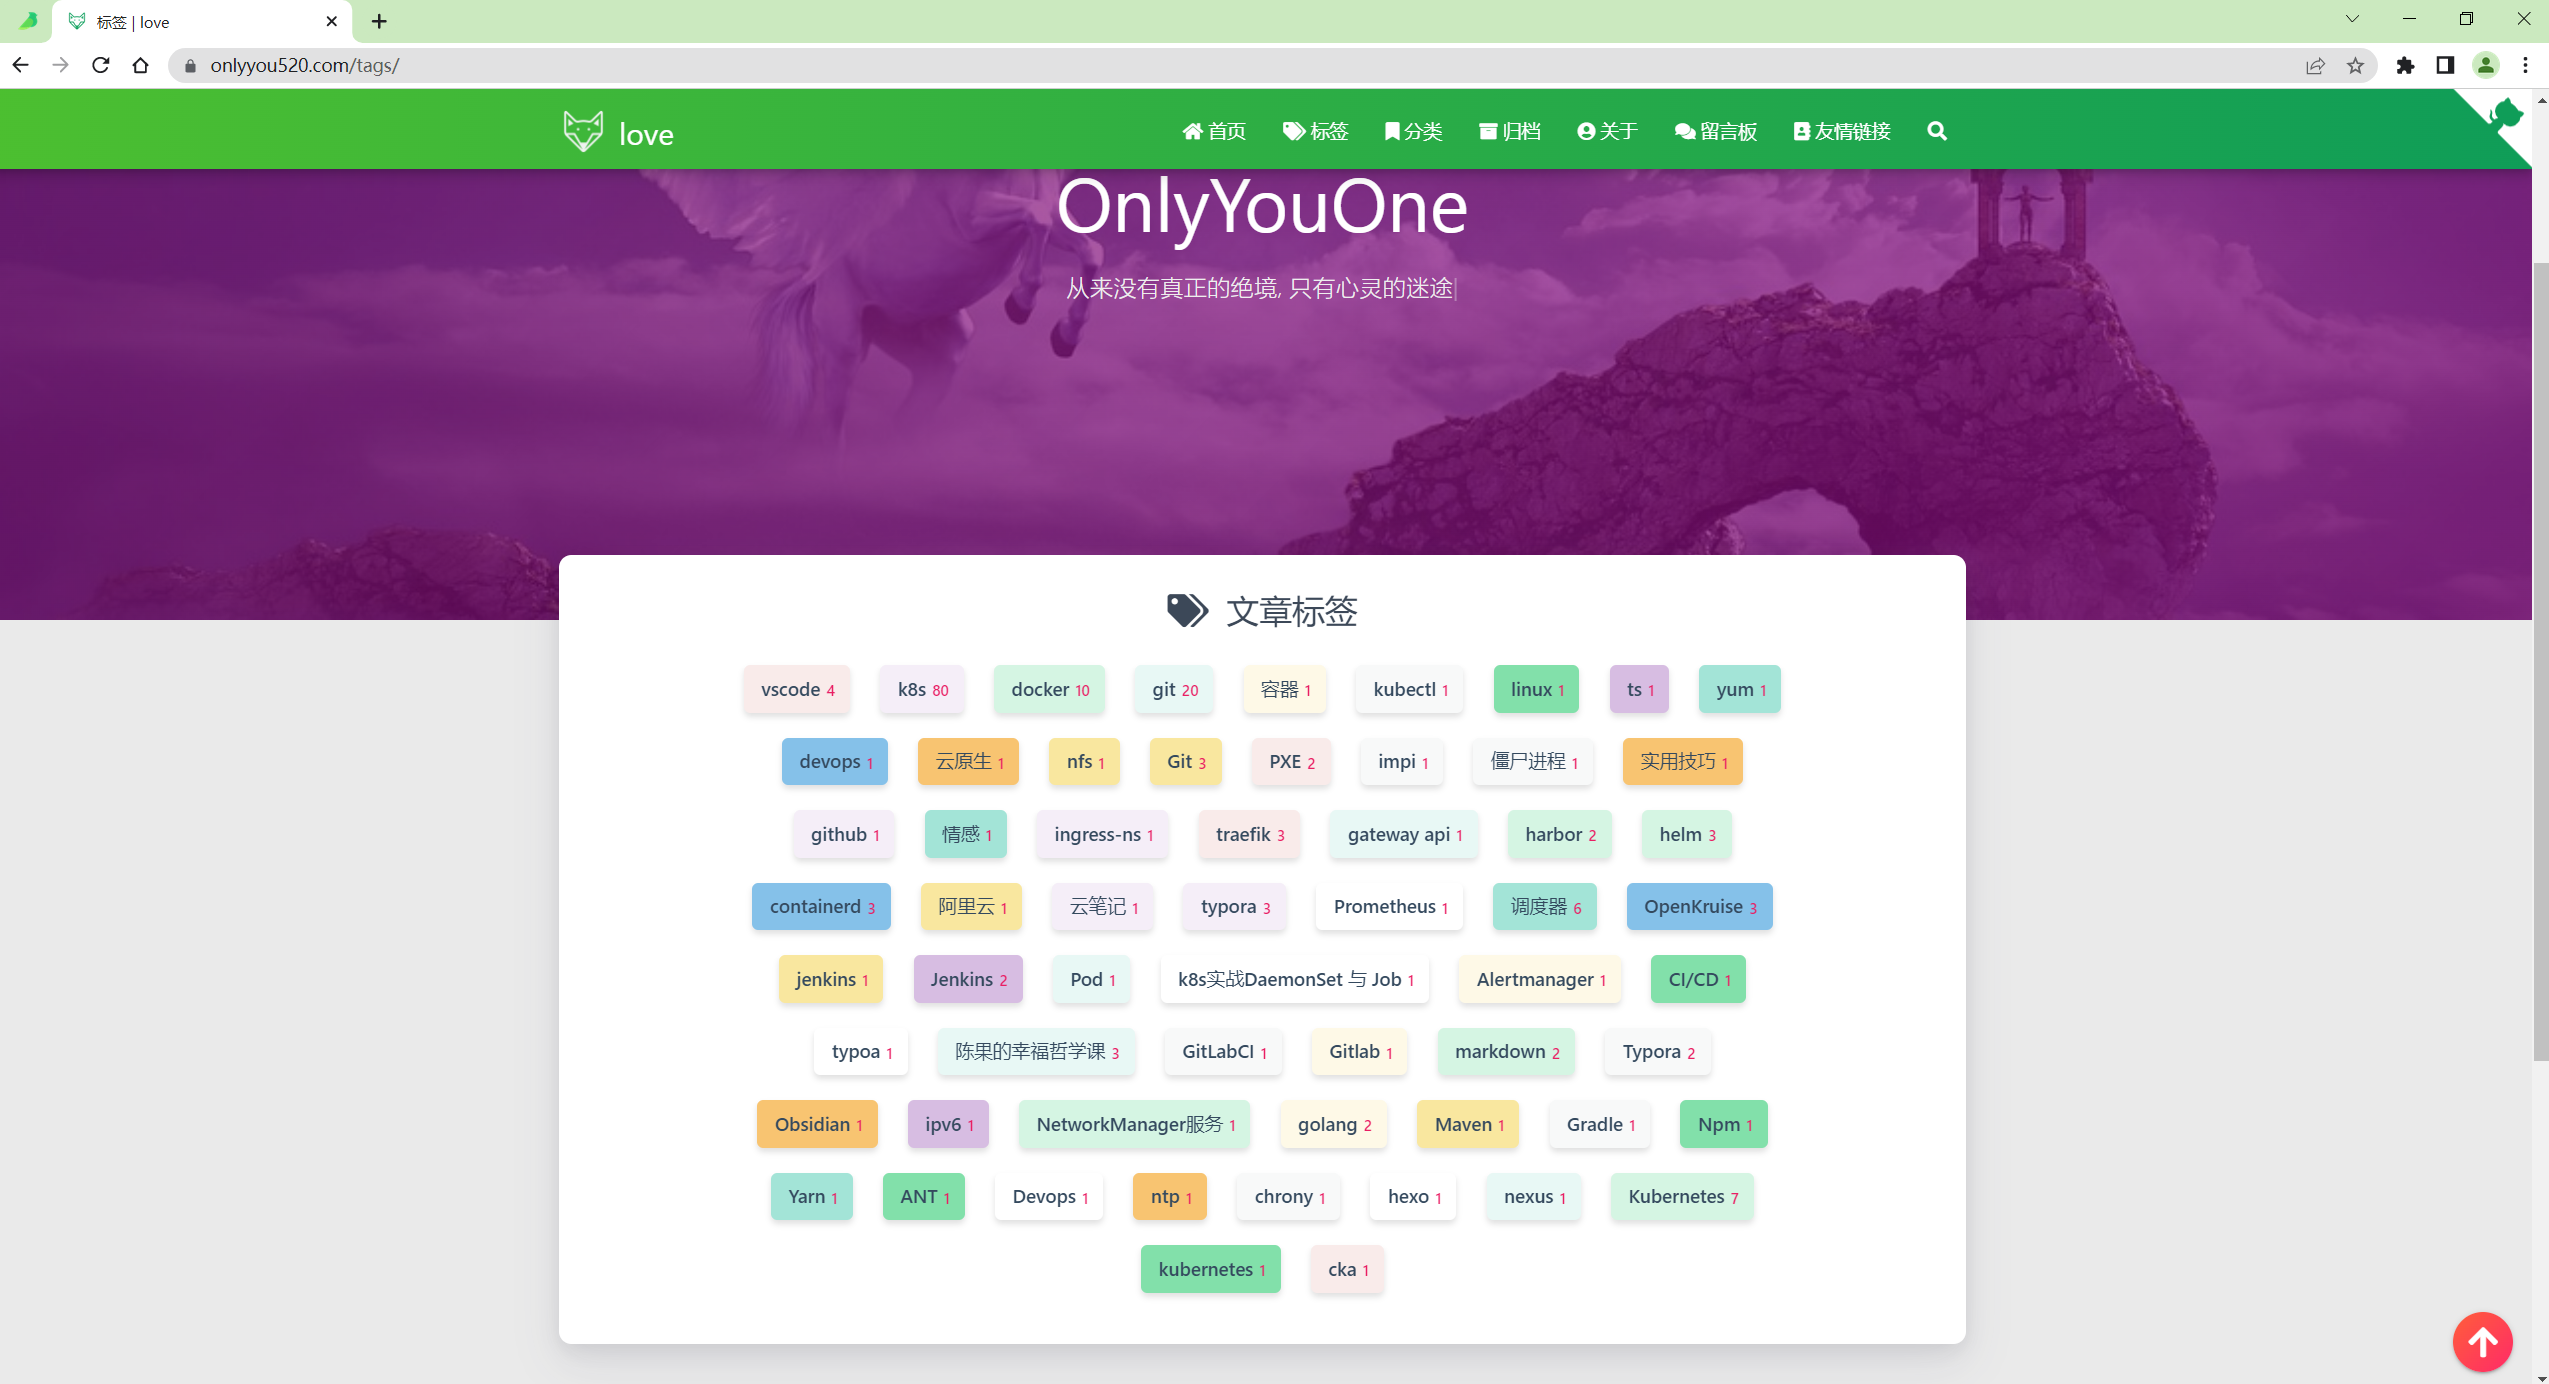 标签 | love
onlyyou520.com/tags/
love 首页 标签 分类 归档 关于 留言板 友情链接
OnlyYouOne
从来没有真正的绝境, 只有心灵的迷途|
文章标签
vscode 4 k8s 80 docker 10 git 20 容器 1 kubectl 1 linux 1 ts 1 yum 1
devops 1 云原生 1 nfs 1 Git 3 PXE 2 impi 1 僵尸进程 1 实用技巧 1
github 1 情感 1 ingress-ns 1 traefik 3 gateway api 1 harbor 2 helm 3
containerd 3 阿里云 1 云笔记 1 typora 3 Prometheus 1 调度器 6 OpenKruise 3
jenkins 1 Jenkins 2 Pod 1 k8s实战DaemonSet 与 Job 1 Alertmanager 1 CI/CD 1
typoa 1 陈果的幸福哲学课 3 GitLabCI 1 Gitlab 1 markdown 2 Typora 2
Obsidian 1 ipv6 1 NetworkManager服务 1 golang 2 Maven 1 Gradle 1 Npm 1
Yarn 1 ANT 1 Devops 1 ntp 1 chrony 1 hexo 1 nexus 1 Kubernetes 7
kubernetes 1 cka 1